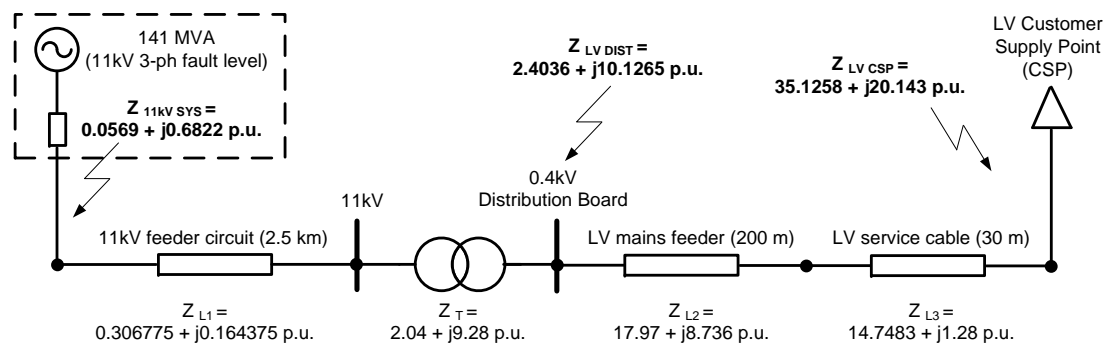 141 MVA
(11kV 3-ph fault level)
Z 11kV SYS =
0.0569 + j0.6822 p.u.
Z LV DIST =
2.4036 + j10.1265 p.u.
Z LV CSP =
35.1258 + j20.143 p.u.
LV Customer
Supply Point
(CSP)
11kV
0.4kV
Distribution Board
11kV feeder circuit (2.5 km)
LV mains feeder (200 m)
LV service cable (30 m)
Z L1 =
0.306775 + j0.164375 p.u.
Z T =
2.04 + j9.28 p.u.
Z L2 =
17.97 + j8.736 p.u.
Z L3 =
14.7483 + j1.28 p.u.